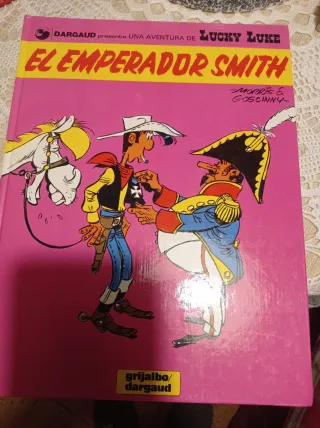 DARGAUD presenta UNA AVENTURA DE LUCKY LUKE
EL EMPERADOR SMITH
MORRIS &
GOSCINNY
grijalbo/
dargaud